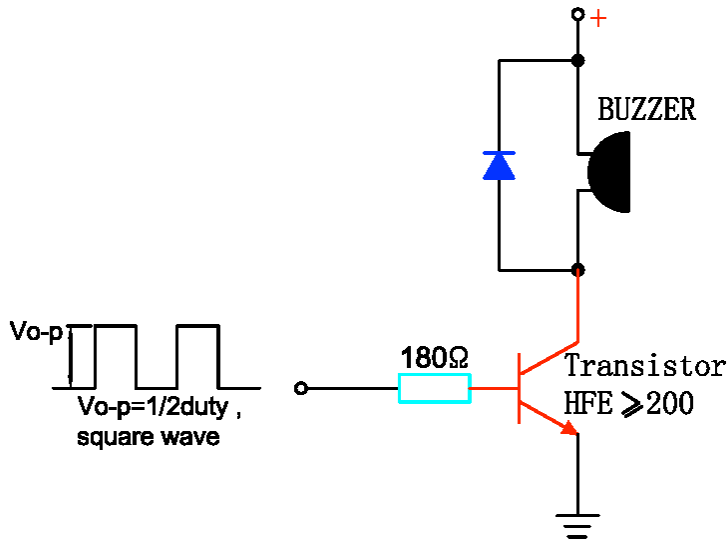 +
BUZZER
Vo-p
180Ω
Transistor
HFE ⩾200
Vo-p=1/2duty ,
square wave